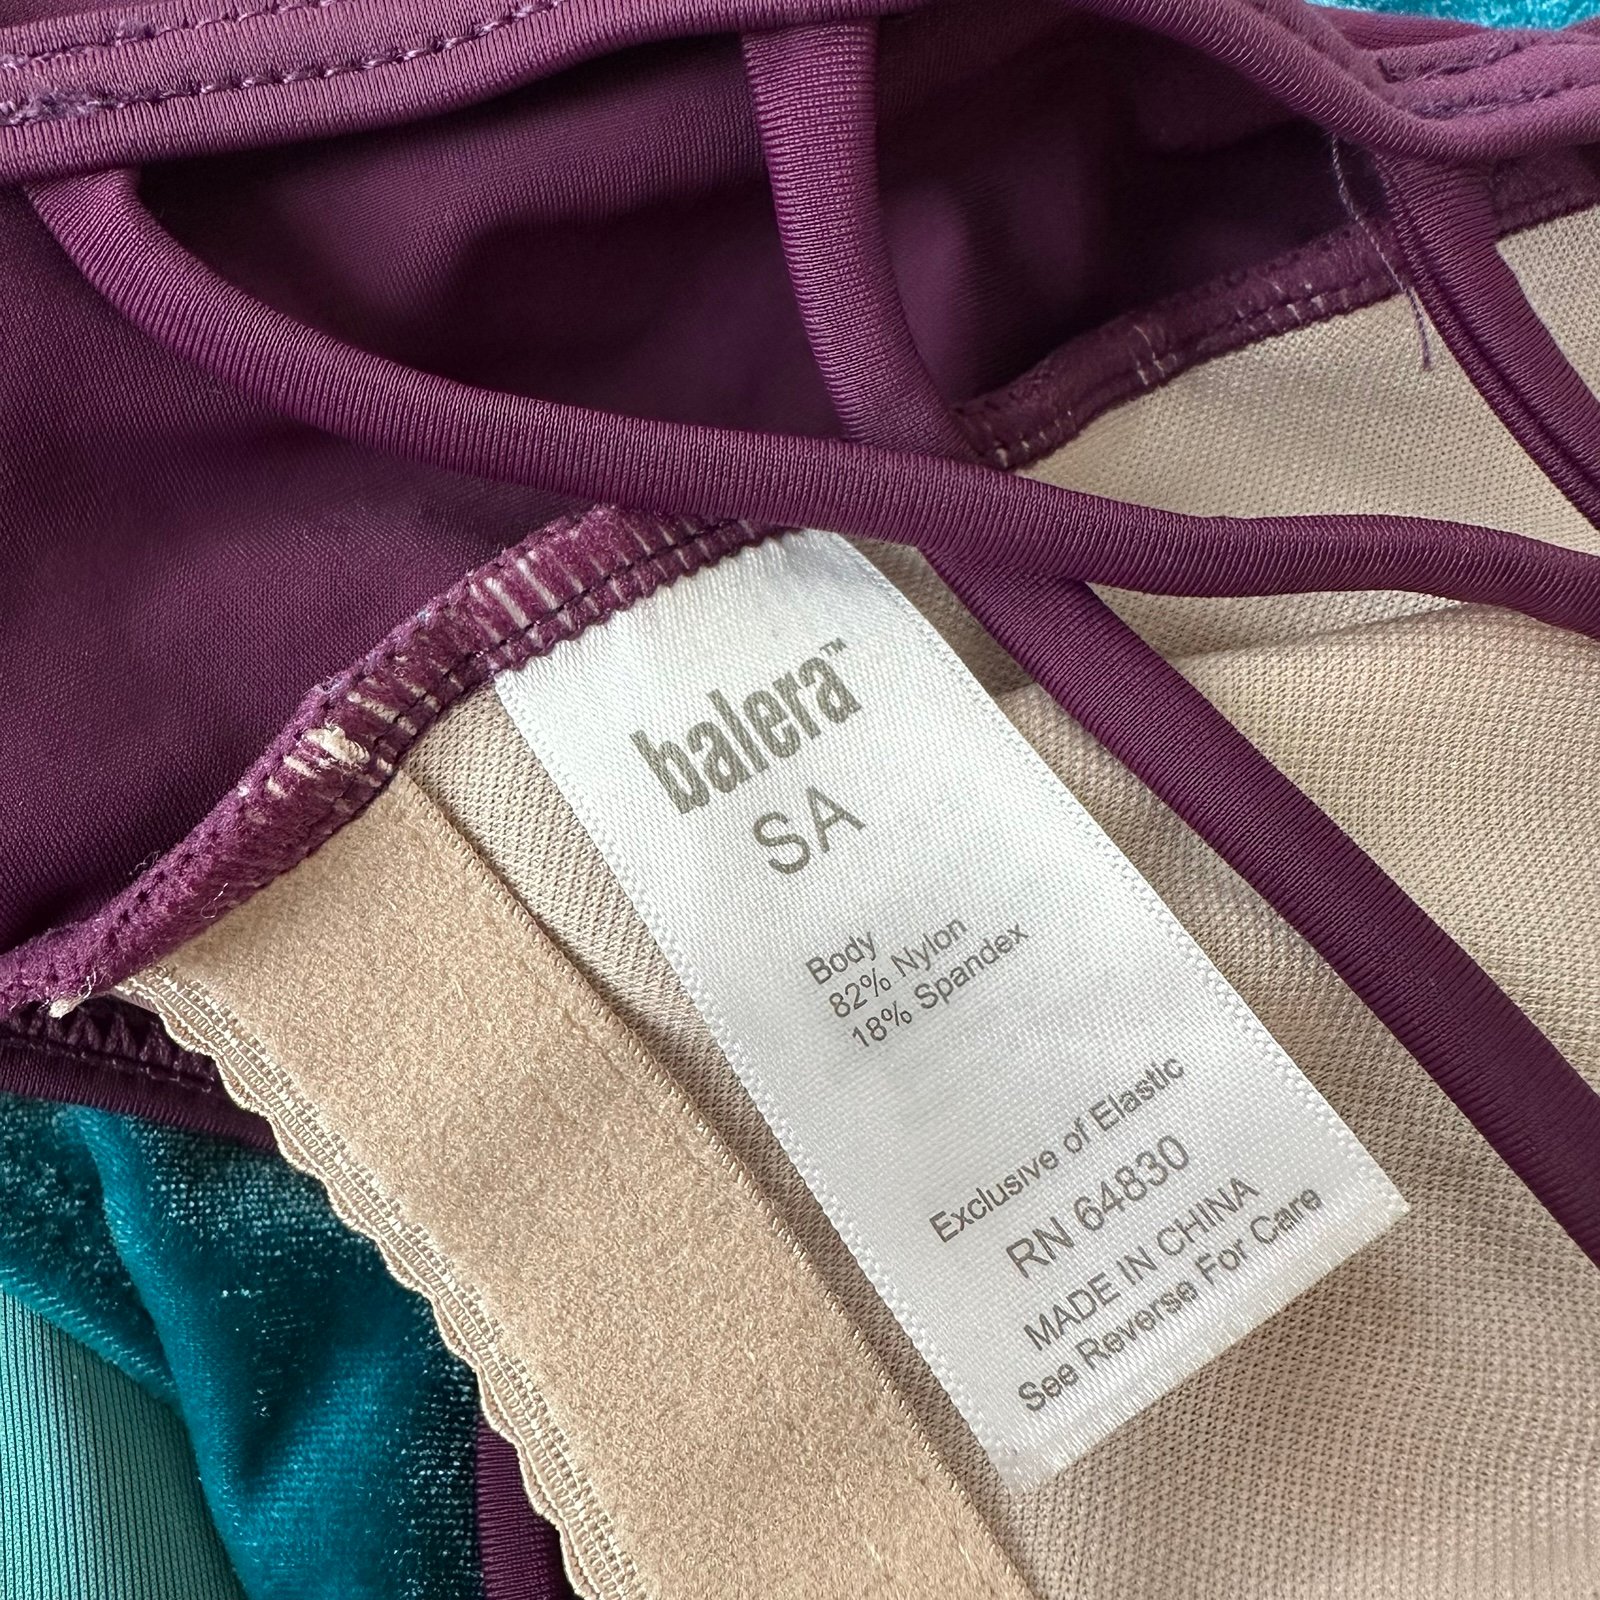 balera™
SA
Body
82% Nylon
18% Spandex
Exclusive of Elastic
RN 64830
MADE IN CHINA
See Reverse For Care